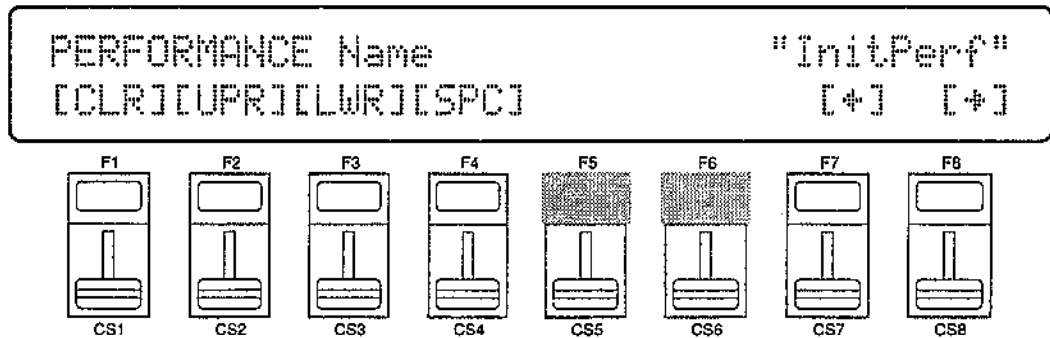 PERFORMANCE Name "InitPerf"
[CLR][UPR][LWR][SPC] [←] [→]
F1 F2 F3 F4 F5 F6 F7 F8
CS1 CS2 CS3 CS4 CS5 CS6 CS7 CS8